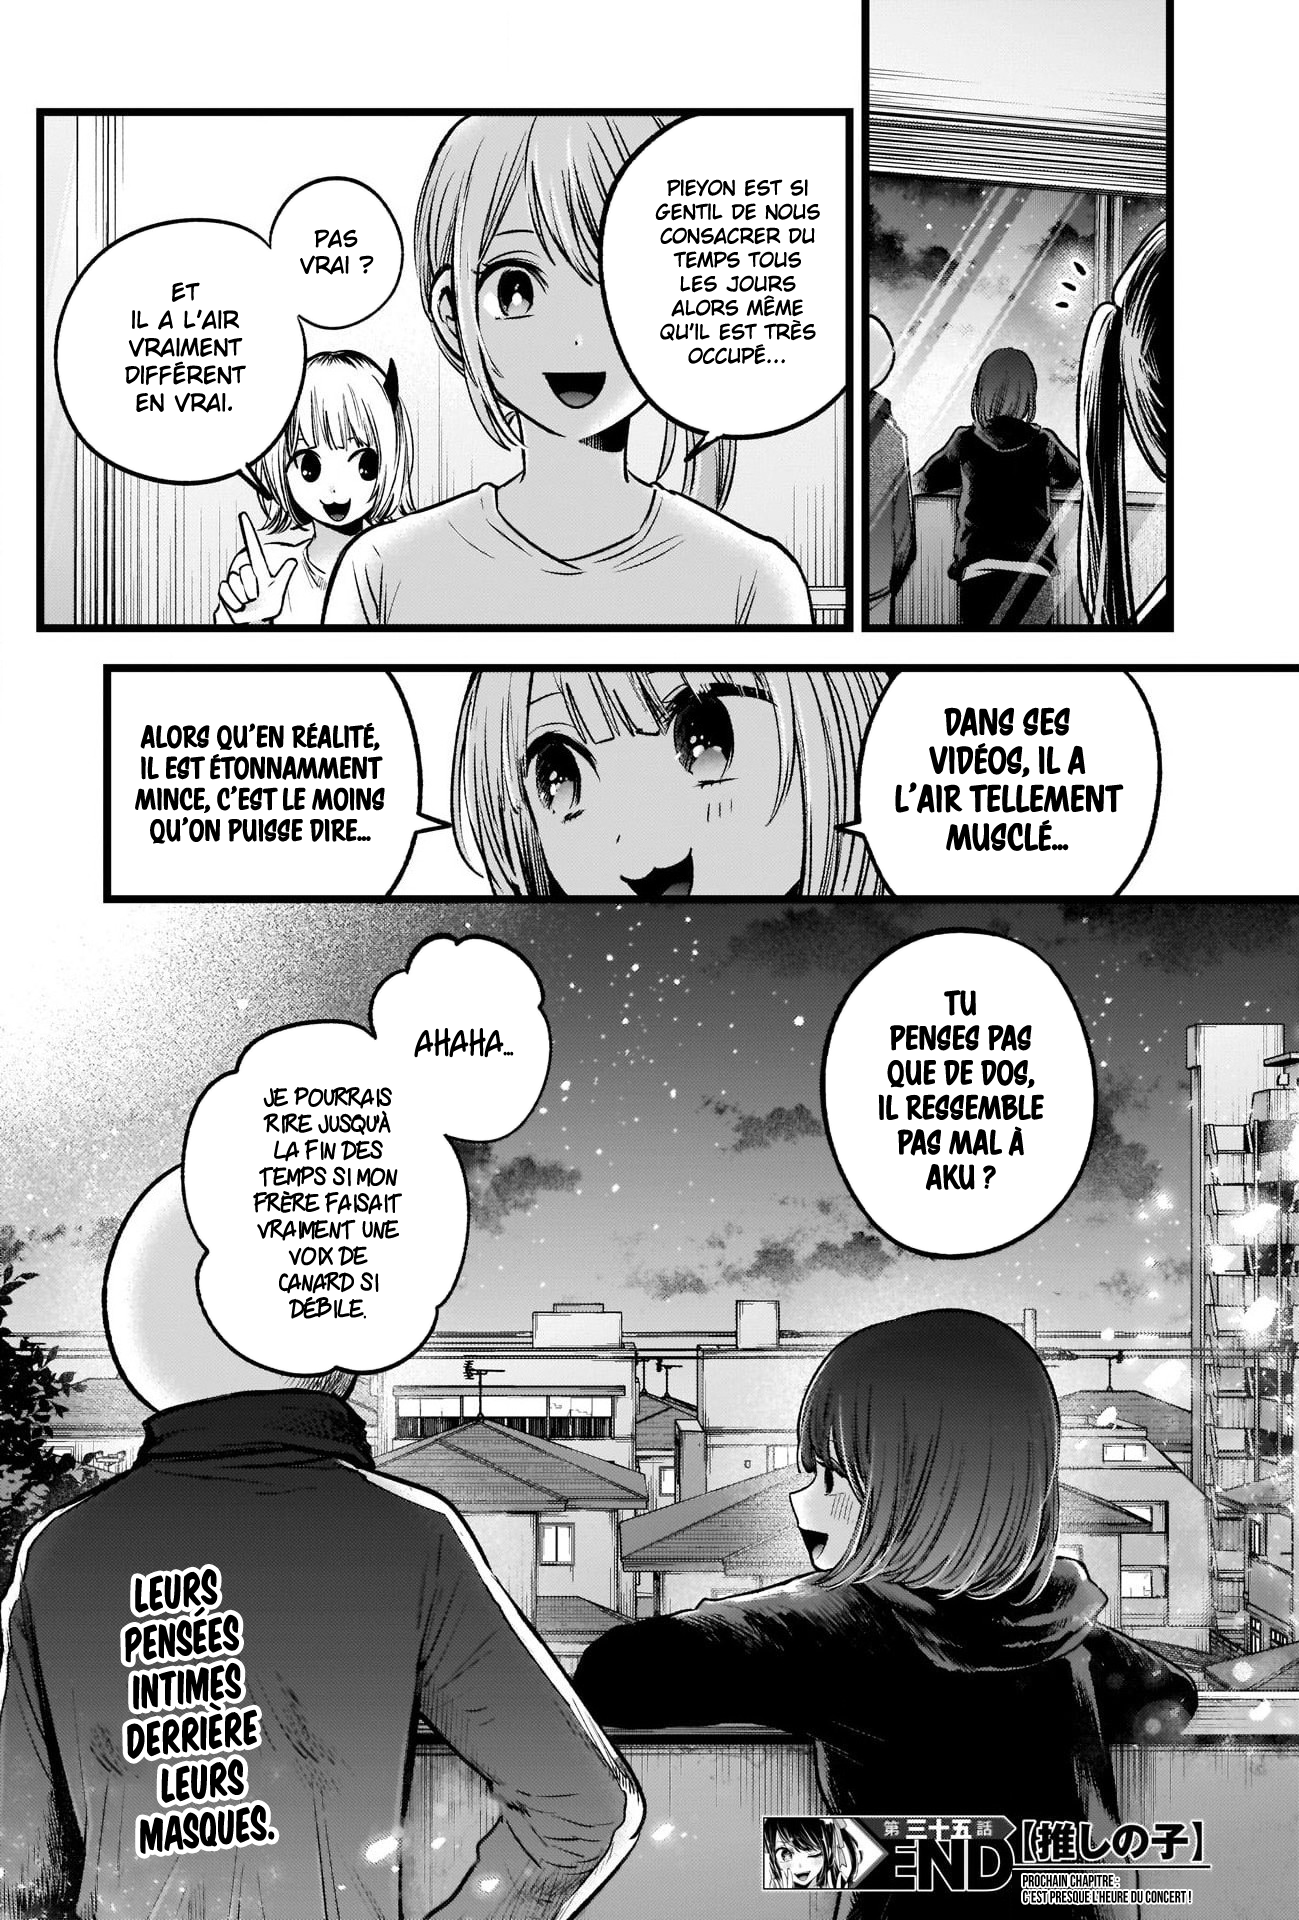 PIEYON EST SI
GENTIL DE NOUS
CONSACRER DU
TEMPS TOUS
LES JOURS
ALORS MÊME
QU'IL EST TRÈS
OCCUPÉ...
PAS
VRAI ?
ET
IL A L'AIR
VRAIMENT
DIFFÉRENT
EN VRAI.
DANS SES
VIDÉOS, IL A
L'AIR TELLEMENT
MUSCLÉ...
ALORS QU'EN RÉALITÉ,
IL EST ÉTONNAMMENT
MINCE, C'EST LE MOINS
QU'ON PUISSE DIRE...
TU
PENSES PAS
QUE DE DOS,
IL RESSEMBLE
PAS MAL À
AKU ?
AHAHA...
JE POURRAIS
RIRE JUSQU'À
LA FIN DES
TEMPS SI MON
FRÈRE FAISAIT
VRAIMENT UNE
VOIX DE
CANARD SI
DÉBILE.
LEURS
PENSÉES
INTIMES
DERRIÈRE
LEURS
MASQUES.
第三十五話
END
【推しの子】
PROCHAIN CHAPITRE :
C'EST PRESQUE L'HEURE DU CONCERT !